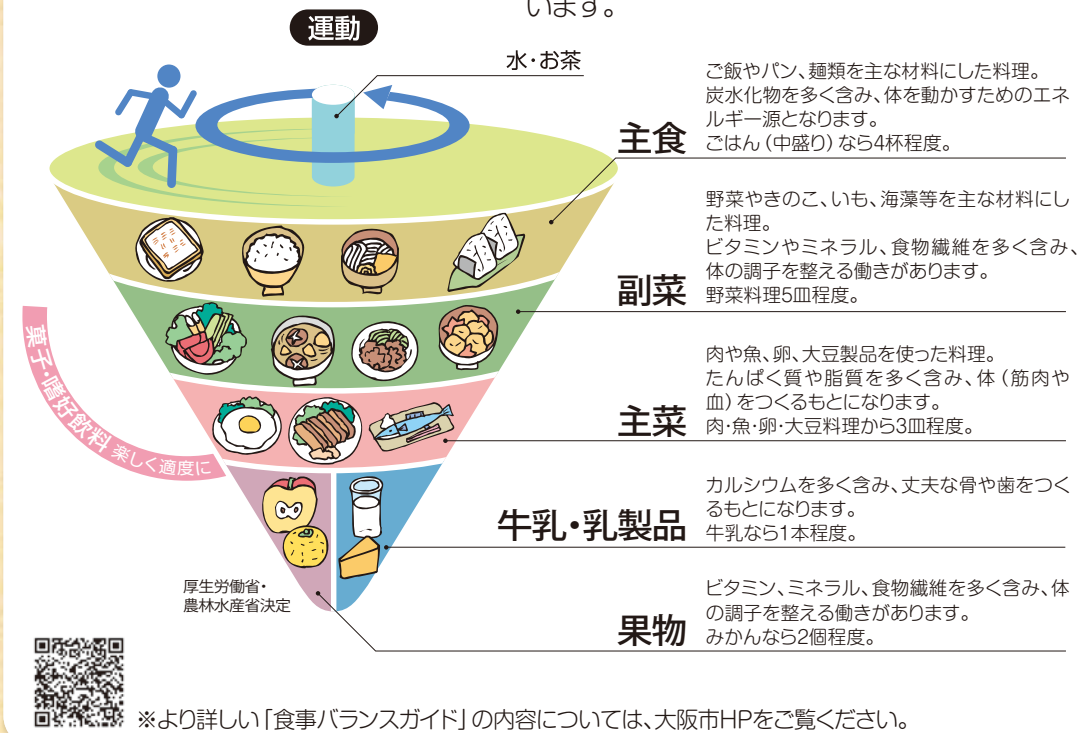 います。
運動
水・お茶
主食
ご飯やパン、麺類を主な材料にした料理。
炭水化物を多く含み、体を動かすためのエネ
ルギー源となります。
ごはん（中盛り）なら4杯程度。
副菜
野菜やきのこ、いも、海藻等を主な材料にし
た料理。
ビタミンやミネラル、食物繊維を多く含み、
体の調子を整える働きがあります。
野菜料理5皿程度。
主菜
肉や魚、卵、大豆製品を使った料理。
たんぱく質や脂質を多く含み、体（筋肉や
血）をつくるもとになります。
肉・魚・卵・大豆料理から3皿程度。
菓子・嗜好飲料 楽しく適度に
牛乳・乳製品
カルシウムを多く含み、丈夫な骨や歯をつく
るもとになります。
牛乳なら1本程度。
果物
ビタミン、ミネラル、食物繊維を多く含み、体
の調子を整える働きがあります。
みかんなら2個程度。
厚生労働省・
農林水産省決定
※より詳しい「食事バランスガイド」の内容については、大阪市HPをご覧ください。